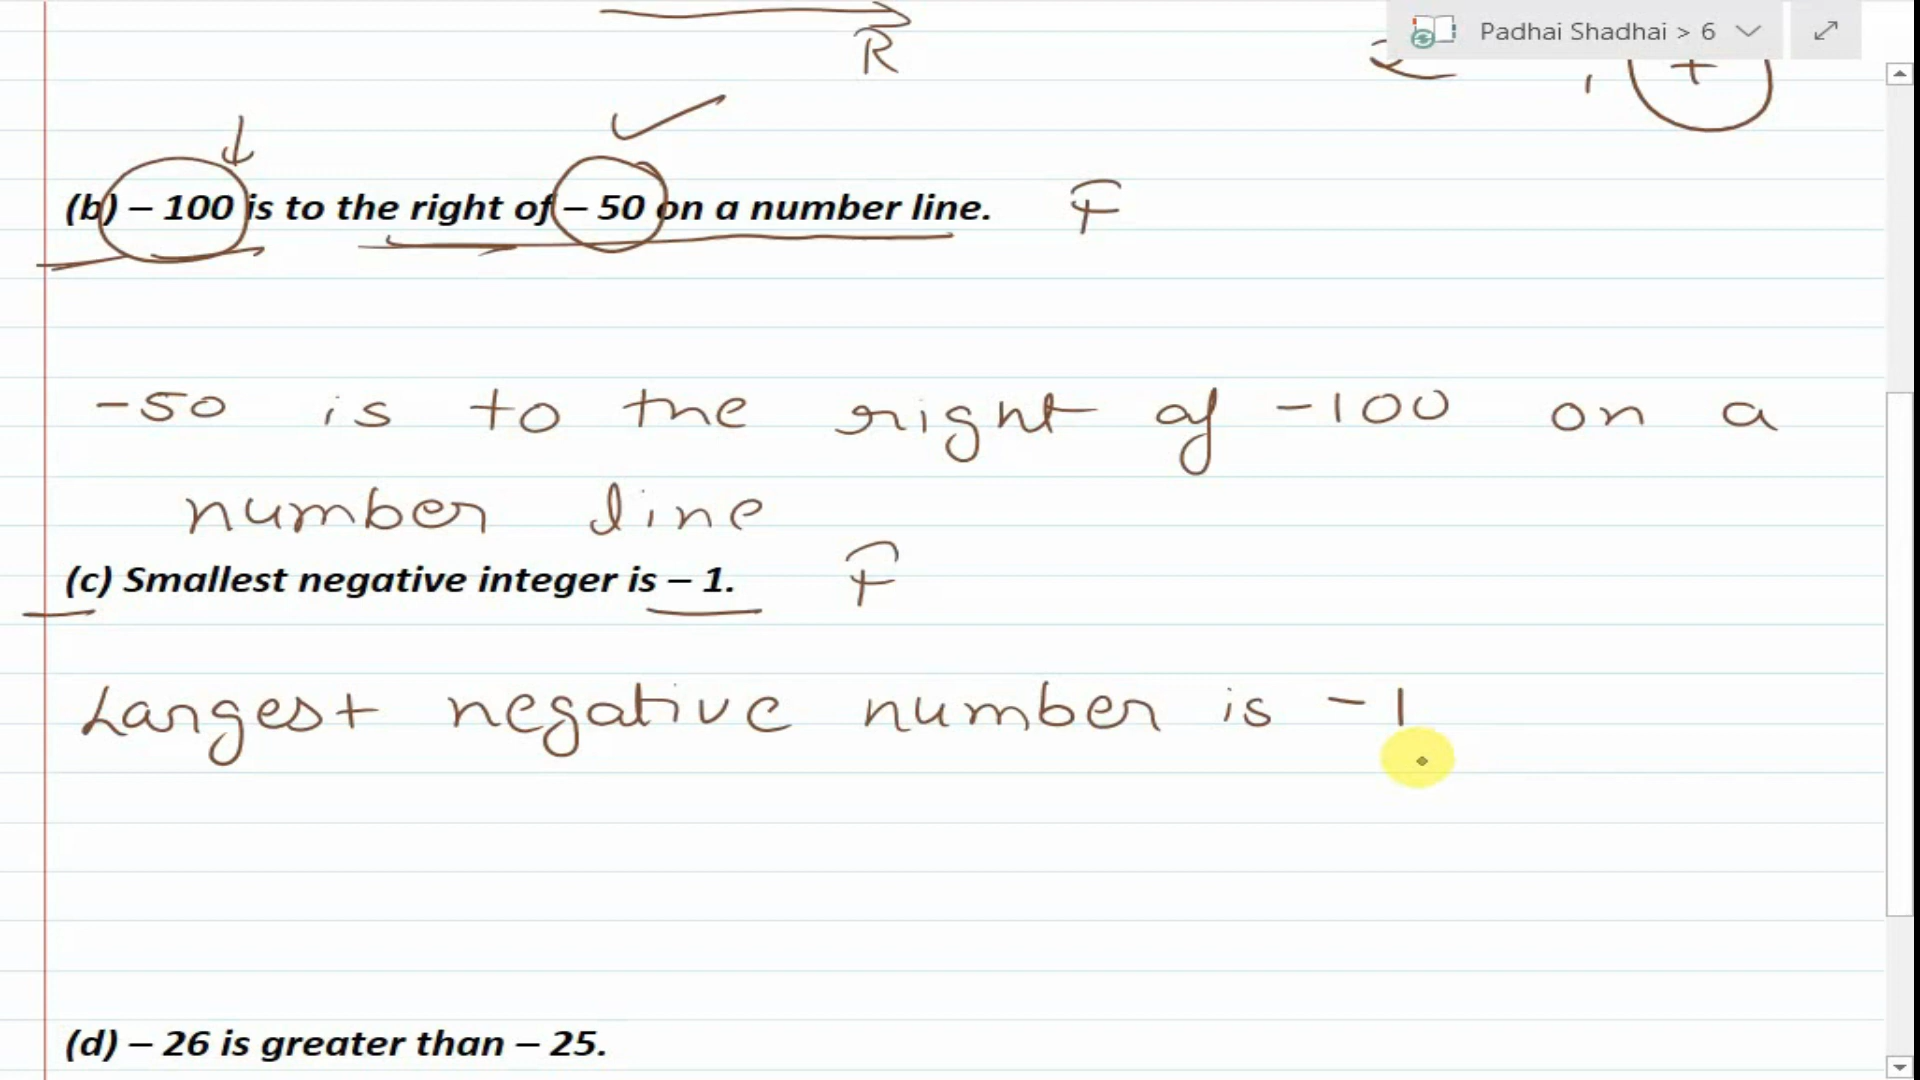 R
Padhai Shadhai > 6
+
(b) – 100 is to the right of – 50 on a number line. F
-50 is to the right of -100 on a
number line
(c) Smallest negative integer is – 1. F
Largest negative number is -1
(d) – 26 is greater than – 25.